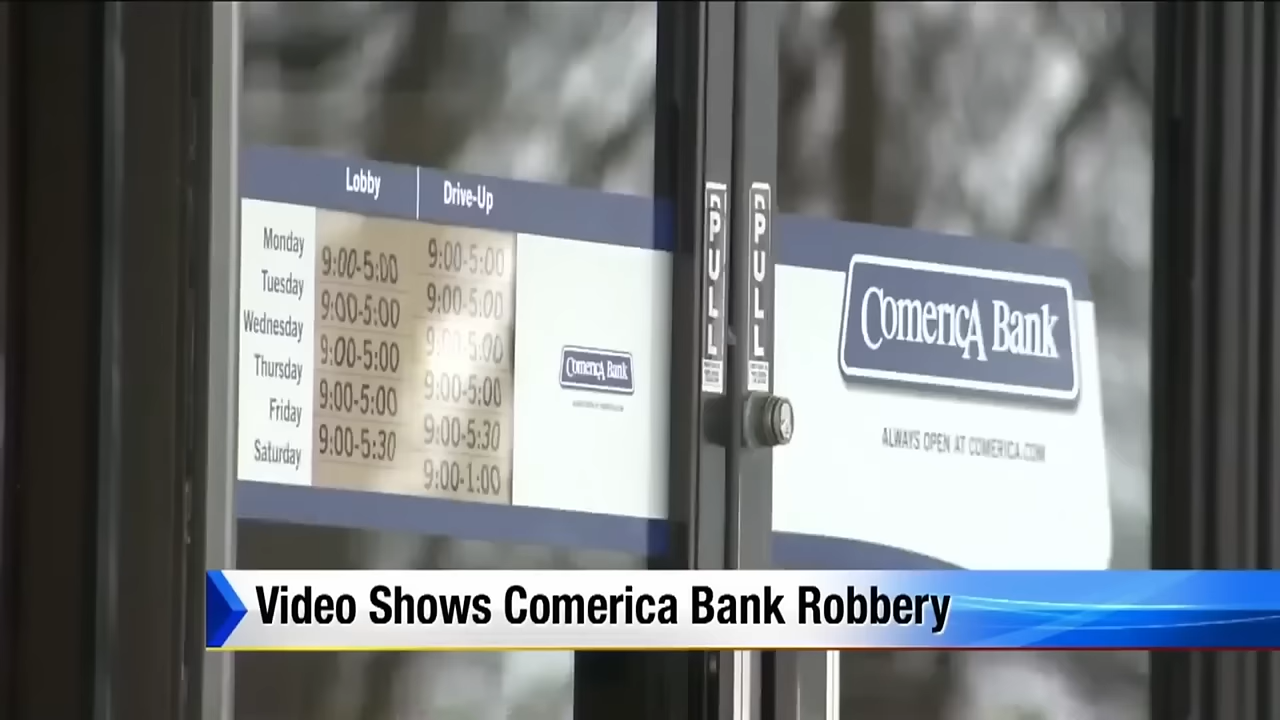 Lobby
Drive-Up
Monday 9:00-5:00 9:00-5:00
Tuesday 9:00-5:00 9:00-5:00
Wednesday 9:00-5:00 9:00-5:00
Thursday 9:00-5:00 9:00-5:00
Friday 9:00-5:30 9:00-5:30
Saturday 9:00-1:00
ComericA Bank
PULL
PULL
ComericA Bank
ALWAYS OPEN AT COMERICA.COM
Video Shows Comerica Bank Robbery